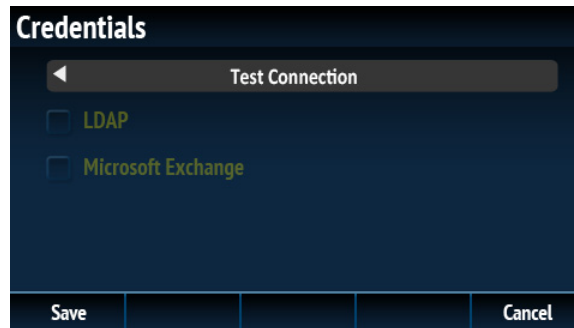 Credentials
Test Connection
LDAP
Microsoft Exchange
Save
Cancel